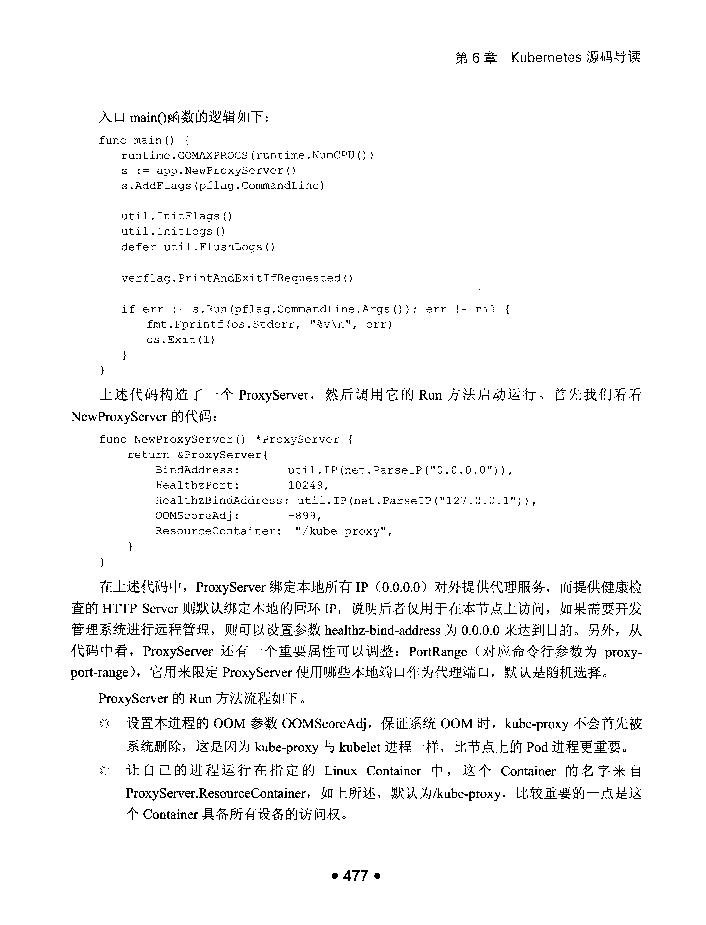 第 6 章 Kubernetes 源码导读
入口 main()函数的逻辑如下：
func main() {
runtime.GOMAXPROCS(runtime.NumCPU())
s := app.NewProxyServer()
s.AddFlags(pflag.CommandLine)
util.InitFlags()
util.InitLogs()
defer util.FlushLogs()
verflag.PrintAndExitIfRequested()
if err := s.Run(pflag.CommandLine.Args()); err != nil {
fmt.Fprintf(os.Stderr, "%v\n", err)
os.Exit(1)
}
}
上述代码构造了一个 ProxyServer，然后调用它的 Run 方法启动运行。首先我们看看
NewProxyServer 的代码：
func NewProxyServer() *ProxyServer {
return &ProxyServer{
BindAddress: util.IP(net.ParseIP("0.0.0.0")),
HealthzPort: 10249,
HealthzBindAddress: util.IP(net.ParseIP("127.0.0.1")),
OOMScoreAdj: -899,
ResourceContainer: "/kube-proxy",
}
}
在上述代码中，ProxyServer 绑定本地所有 IP（0.0.0.0）对外提供代理服务，而提供健康检
查的 HTTP Server 则默认绑定本地的回环 IP，说明后者仅用于在本节点上访问，如果需要开发
管理系统进行远程管理，则可以设置参数 healthz-bind-address 为 0.0.0.0 来达到目的。另外，从
代码中看，ProxyServer 还有一个重要属性可以调整：PortRange（对应命令行参数为 proxy-
port-range），它用来限定 ProxyServer 使用哪些本地端口作为代理端口，默认是随机选择。
ProxyServer 的 Run 方法流程如下。
◎ 设置本进程的 OOM 参数 OOMScoreAdj，保证系统 OOM 时，kube-proxy 不会首先被
系统删除，这是因为 kube-proxy 与 kubelet 进程一样，比节点上的 Pod 进程更重要。
◎ 让自己的进程运行在指定的 Linux Container 中，这个 Container 的名字来自
ProxyServer.ResourceContainer，如上所述，默认为/kube-proxy，比较重要的一点是这
个 Container 具备所有设备的访问权。
• 477 •